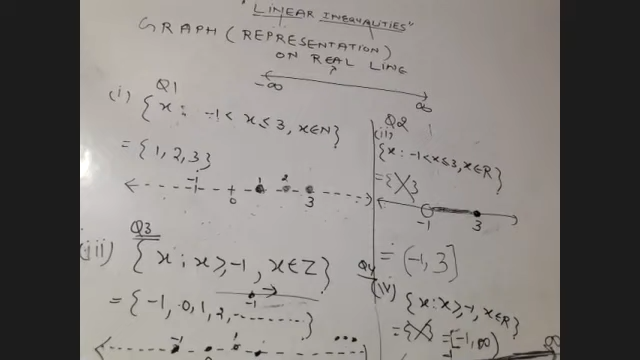 "LINEAR INEQUALITIES"
GRAPH (REPRESENTATION)
ON REAL LINE
-∞ ∞
Q1
(i) {x : -1 < x ≤ 3, x∈N}
= {1, 2, 3}
-1 0 1 2 3
Q2
(ii)
{x : -1 < x ≤ 3, x∈R}
= {X}
-1 3
= (-1, 3]
Q3
(iii) {x : x ≥ -1, x∈Z}
-1
= {-1, 0, 1, 2, --------}
-1 1
Q4
(iv) {x : x ≥ -1, x∈R}
= {X} = [-1, ∞)
∞